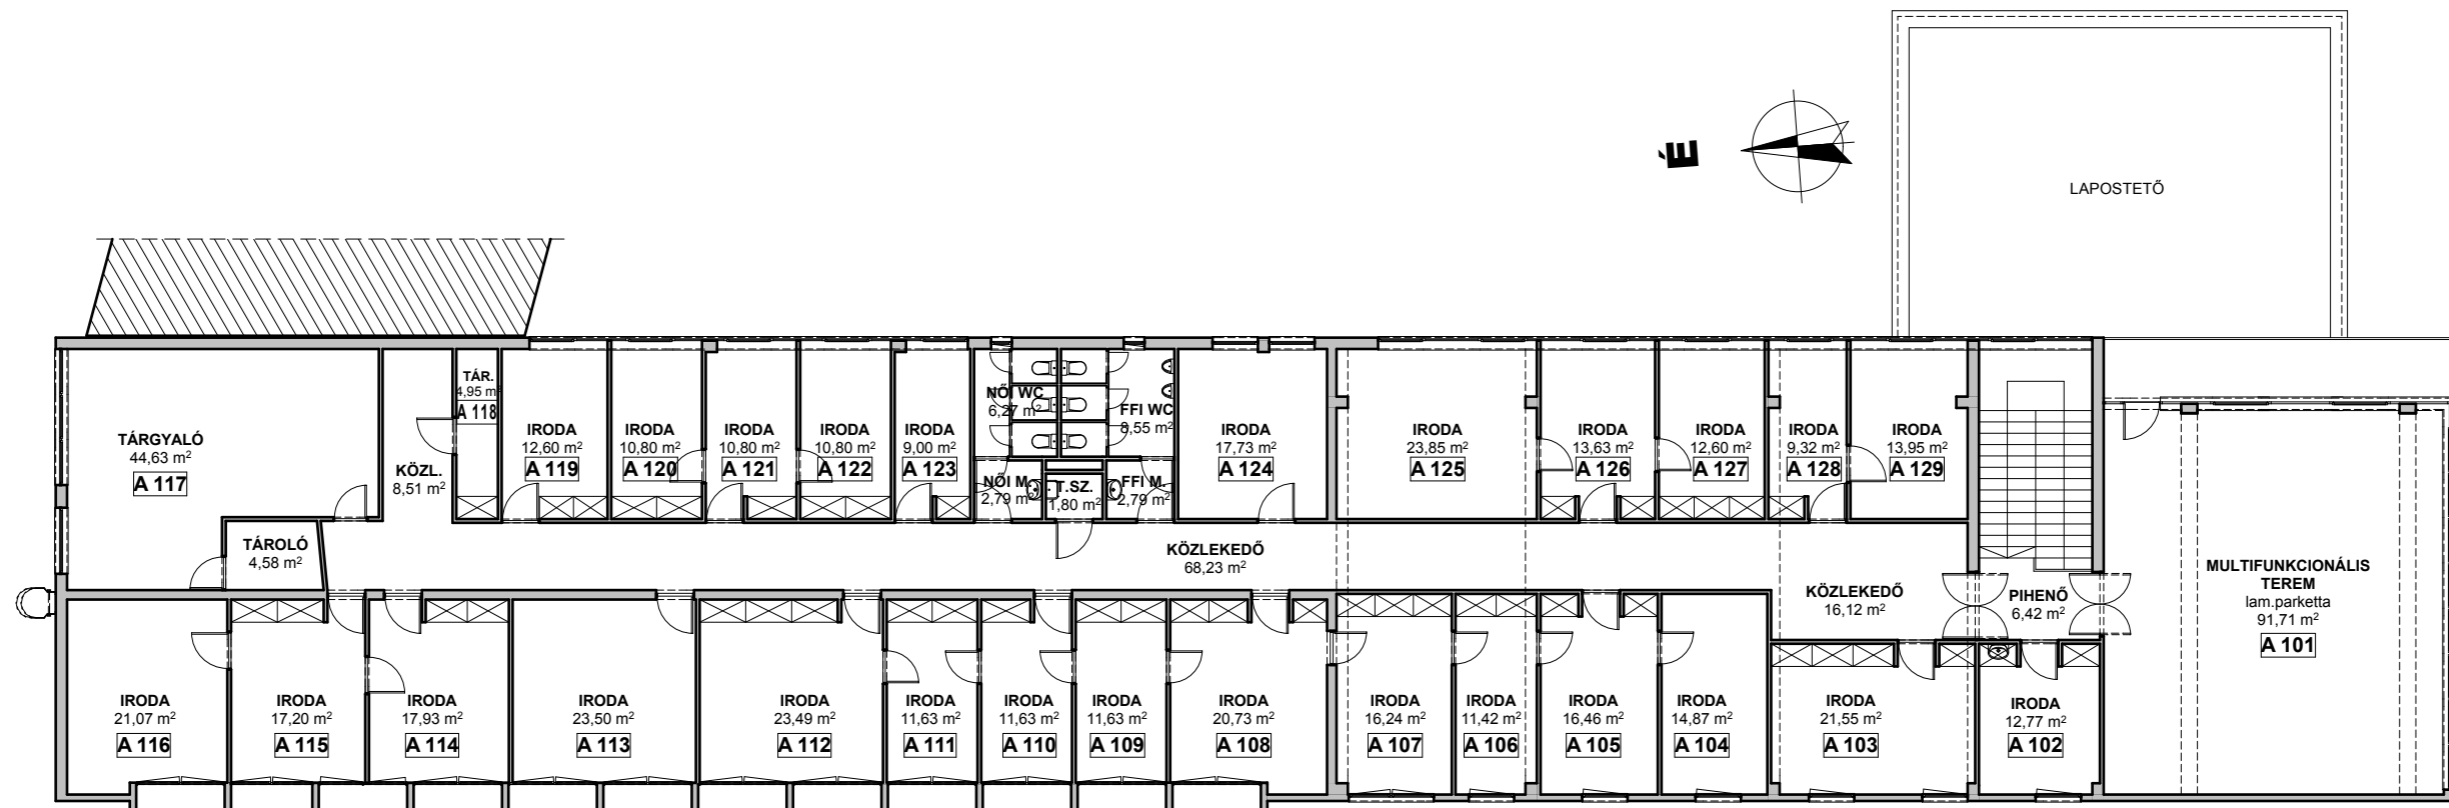 É
LAPOSTETŐ
TÁRGYALÓ
44,63 m²
A 117
TÁROLÓ
4,58 m²
KÖZL.
8,51 m²
TÁR.
4,95 m
A 118
IRODA
12,60 m²
A 119
IRODA
10,80 m²
A 120
IRODA
10,80 m²
A 121
IRODA
10,80 m²
A 122
IRODA
9,00 m²
A 123
NŐI WC
6,27 m²
FFI WC
8,55 m²
NŐI M.
2,79 m²
T.SZ.
1,80 m²
FFI M.
2,79 m²
IRODA
17,73 m²
A 124
IRODA
23,85 m²
A 125
IRODA
13,63 m²
A 126
IRODA
12,60 m²
A 127
IRODA
9,32 m²
A 128
IRODA
13,95 m²
A 129
KÖZLEKEDŐ
68,23 m²
KÖZLEKEDŐ
16,12 m²
PIHENŐ
6,42 m²
MULTIFUNKCIONÁLIS
TEREM
lam.parketta
91,71 m²
A 101
IRODA
21,07 m²
A 116
IRODA
17,20 m²
A 115
IRODA
17,93 m²
A 114
IRODA
23,50 m²
A 113
IRODA
23,49 m²
A 112
IRODA
11,63 m²
A 111
IRODA
11,63 m²
A 110
IRODA
11,63 m²
A 109
IRODA
20,73 m²
A 108
IRODA
16,24 m²
A 107
IRODA
11,42 m²
A 106
IRODA
16,46 m²
A 105
IRODA
14,87 m²
A 104
IRODA
21,55 m²
A 103
IRODA
12,77 m²
A 102